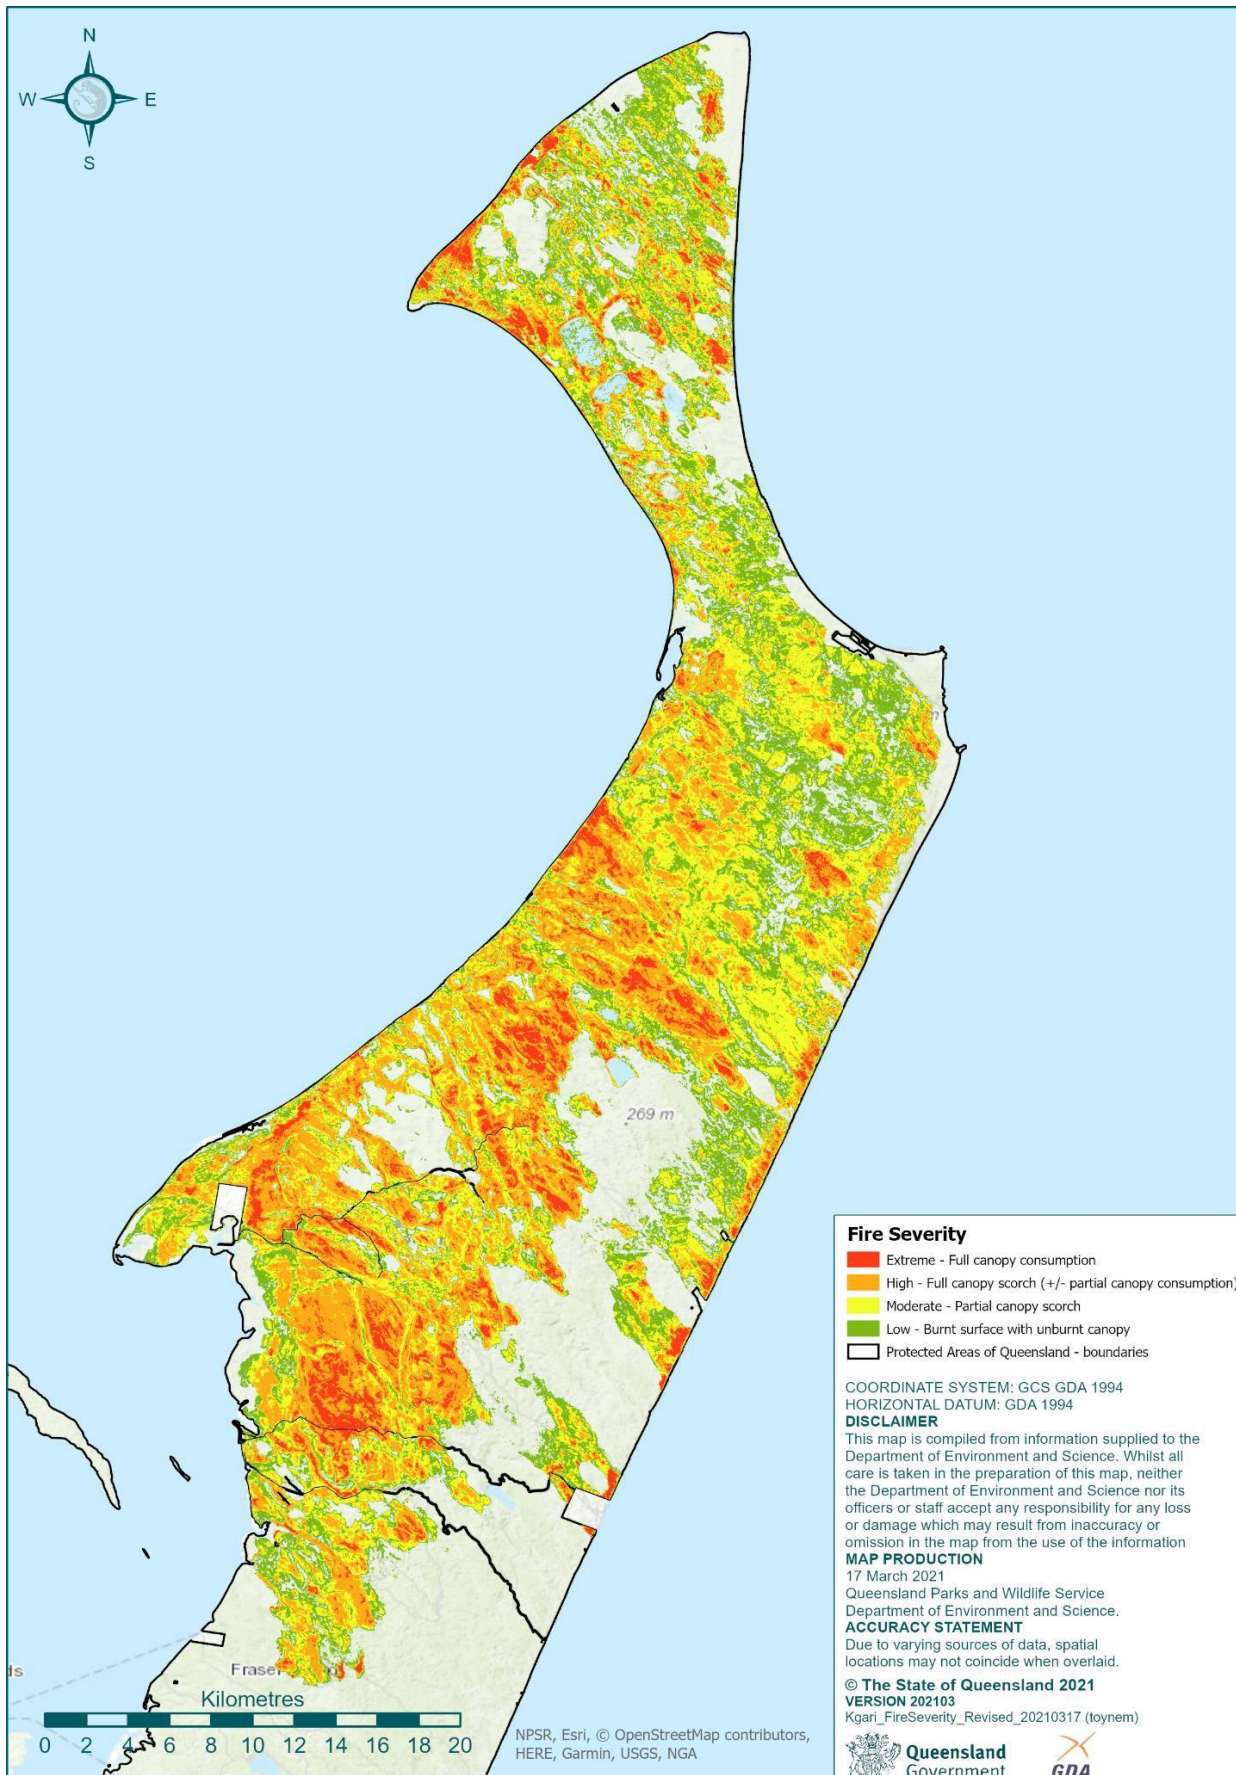 N
W E
S
m
269 m
Fire Severity
Extreme - Full canopy consumption
High - Full canopy scorch (+/- partial canopy consumption)
Moderate - Partial canopy scorch
Low - Burnt surface with unburnt canopy
Protected Areas of Queensland - boundaries
COORDINATE SYSTEM: GCS GDA 1994
HORIZONTAL DATUM: GDA 1994
DISCLAIMER
This map is compiled from information supplied to the
Department of Environment and Science. Whilst all
care is taken in the preparation of this map, neither
the Department of Environment and Science nor its
officers or staff accept any responsibility for any loss
or damage which may result from inaccuracy or
omission in the map from the use of the information
MAP PRODUCTION
17 March 2021
Queensland Parks and Wildlife Service
Department of Environment and Science.
ACCURACY STATEMENT
Due to varying sources of data, spatial
locations may not coincide when overlaid.
© The State of Queensland 2021
VERSION 202103
Kgari_FireSeverity_Revised_20210317 (toynem)
Queensland
Government
GDA
ds
Fraser
Kilometres
0 2 4 6 8 10 12 14 16 18 20
NPSR, Esri, © OpenStreetMap contributors,
HERE, Garmin, USGS, NGA